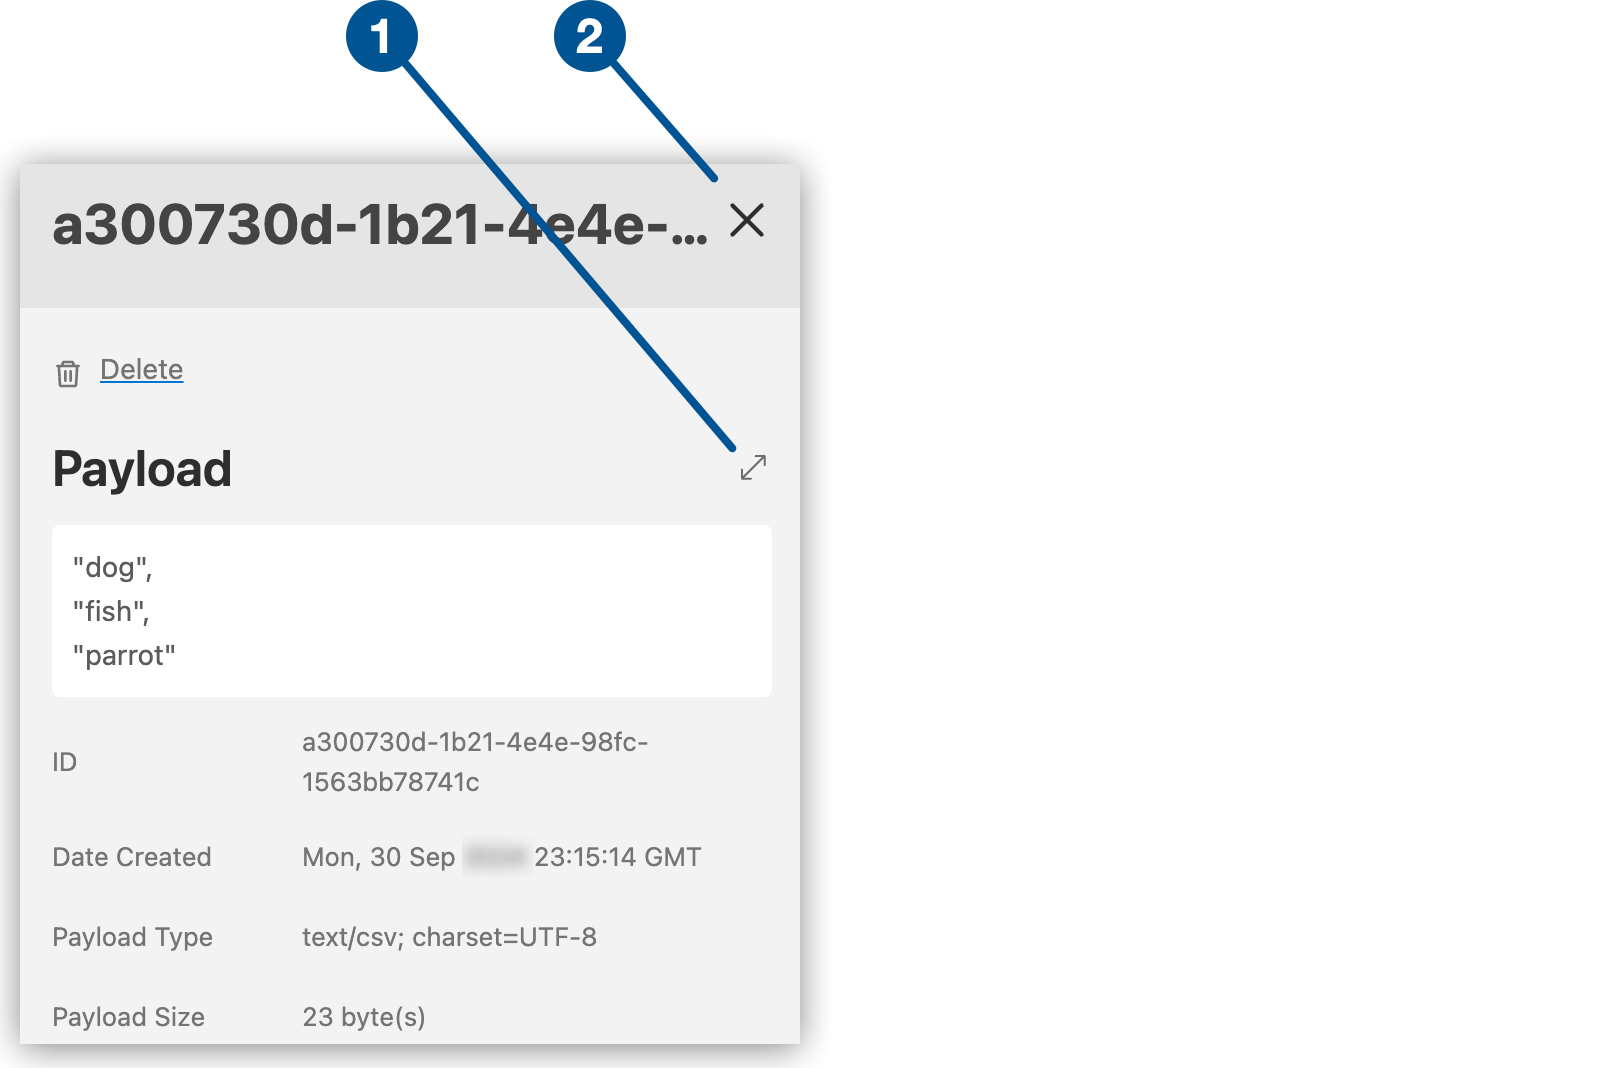 1 2
a300730d-1b21-4e4e-...
Delete
Payload
"dog",
"fish",
"parrot"
ID a300730d-1b21-4e4e-98fc-
1563bb78741c
Date Created Mon, 30 Sep 23:15:14 GMT
Payload Type text/csv; charset=UTF-8
Payload Size 23 byte(s)